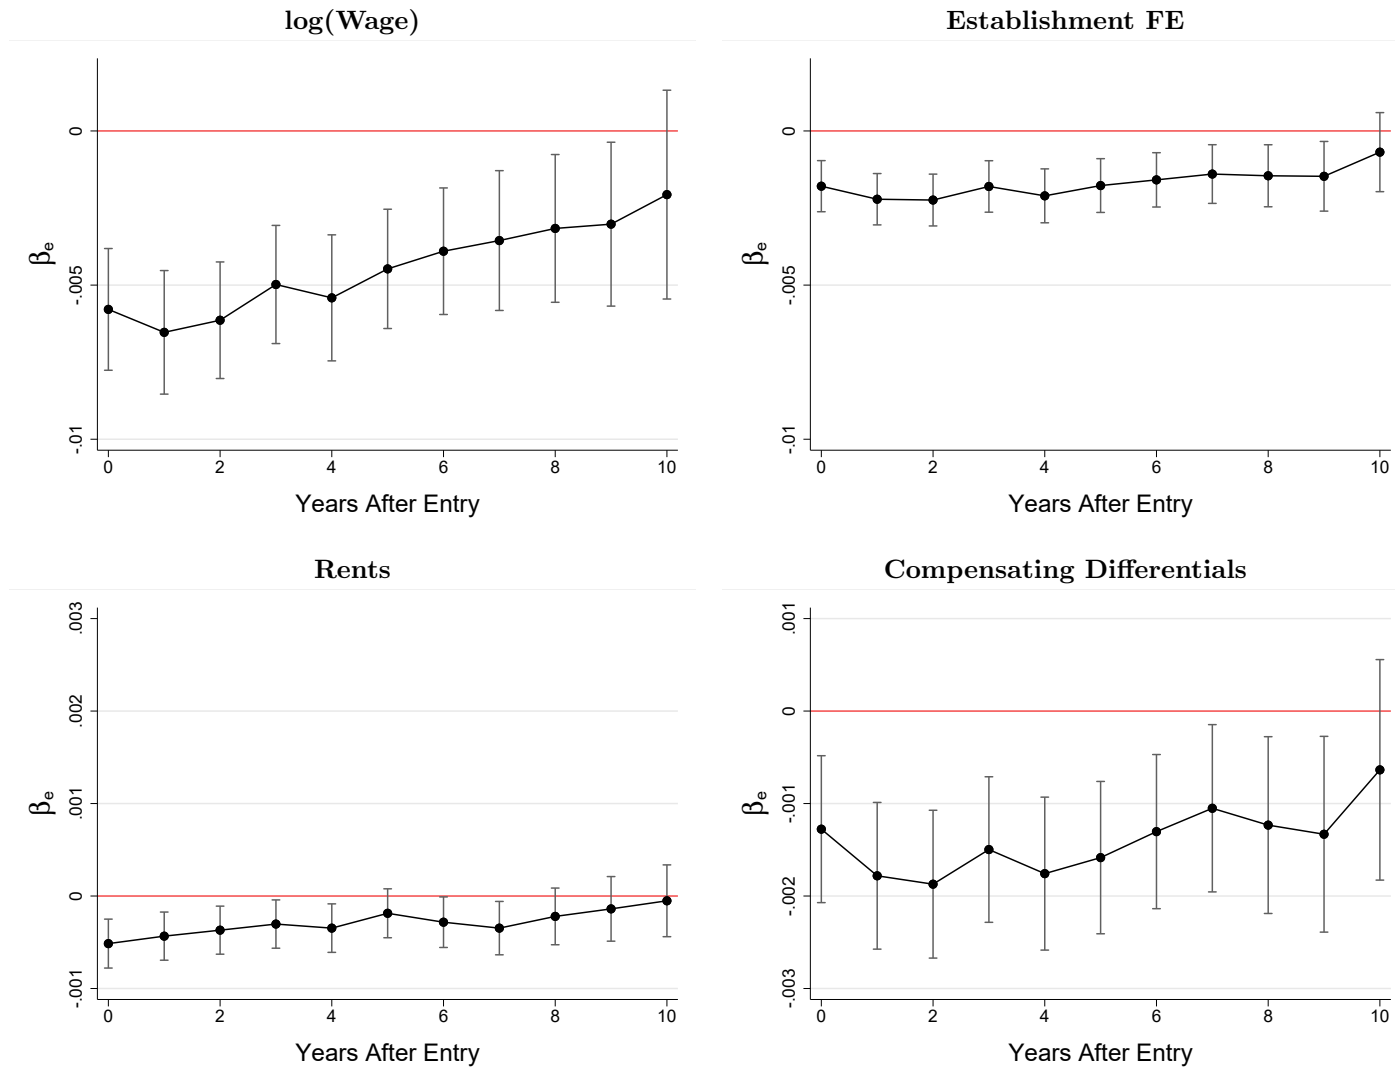 log(Wage)
0
-.005
-.01
βe
0 2 4 6 8 10
Years After Entry
Establishment FE
0
-.005
-.01
βe
0 2 4 6 8 10
Years After Entry
Rents
.003
.002
.001
0
-.001
βe
0 2 4 6 8 10
Years After Entry
Compensating Differentials
.001
0
-.001
-.002
-.003
βe
0 2 4 6 8 10
Years After Entry